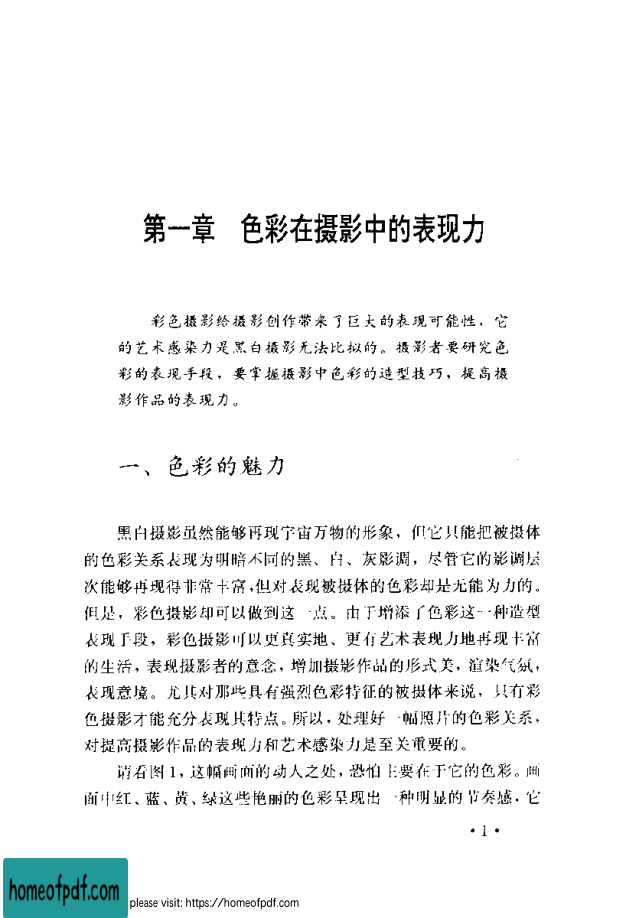 第一章 色彩在摄影中的表现力
彩色摄影给摄影创作带来了巨大的表现可能性，它
的艺术感染力是黑白摄影无法比拟的。摄影者要研究色
彩的表现手段，要掌握摄影中色彩的造型技巧，提高摄
影作品的表现力。
一、色彩的魅力
黑白摄影虽然能够再现宇宙万物的形象，但它只能把被摄体
的色彩关系表现为明暗不同的黑、白、灰影调，尽管它的影调层
次能够再现得非常丰富，但对表现被摄体的色彩却是无能为力的。
但是，彩色摄影却可以做到这一点。由于增添了色彩这一种造型
表现手段，彩色摄影可以更真实地、更有艺术表现力地再现丰富
的生活，表现摄影者的意念，增加摄影作品的形式美，渲染气氛，
表现意境。尤其对那些具有强烈色彩特征的被摄体来说，只有彩
色摄影才能充分表现其特点。所以，处理好一幅照片的色彩关系，
对提高摄影作品的表现力和艺术感染力是至关重要的。
请看图1，这幅画面的动人之处，恐怕主要在于它的色彩。画
面中红、蓝、黄、绿这些艳丽的色彩呈现出一种明显的节奏感，它
·1·
homeofpdf.com
please visit: https://homeofpdf.com